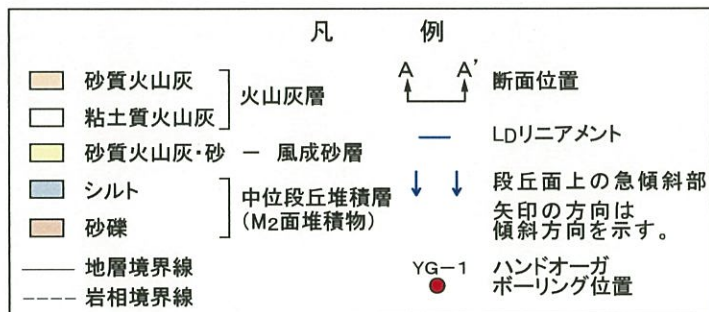 凡 例
砂質火山灰
粘土質火山灰
火山灰層
砂質火山灰・砂 — 風成砂層
シルト
砂礫
中位段丘堆積層
(M2面堆積物)
地層境界線
岩相境界線
A A'
断面位置
LDリニアメント
段丘面上の急傾斜部
矢印の方向は
傾斜方向を示す。
YG-1
ハンドオーガ
ボーリング位置